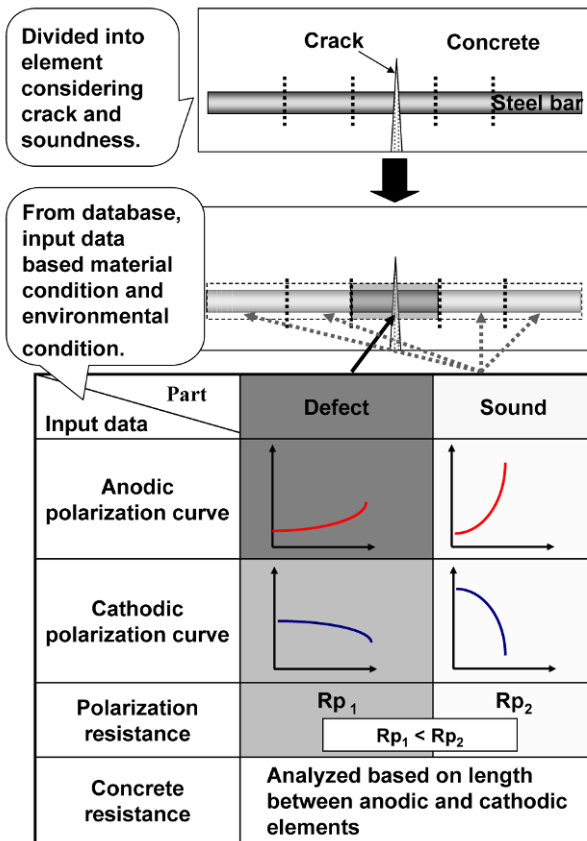 Divided into
element
considering
crack and
soundness.
Crack
Concrete
Steel bar
From database,
input data
based material
condition and
environmental
condition.
Part
Input data
Defect
Sound
Anodic
polarization curve
Cathodic
polarization curve
Polarization
resistance
Rp₁
Rp₂
Rp₁ < Rp₂
Concrete
resistance
Analyzed based on length
between anodic and cathodic
elements